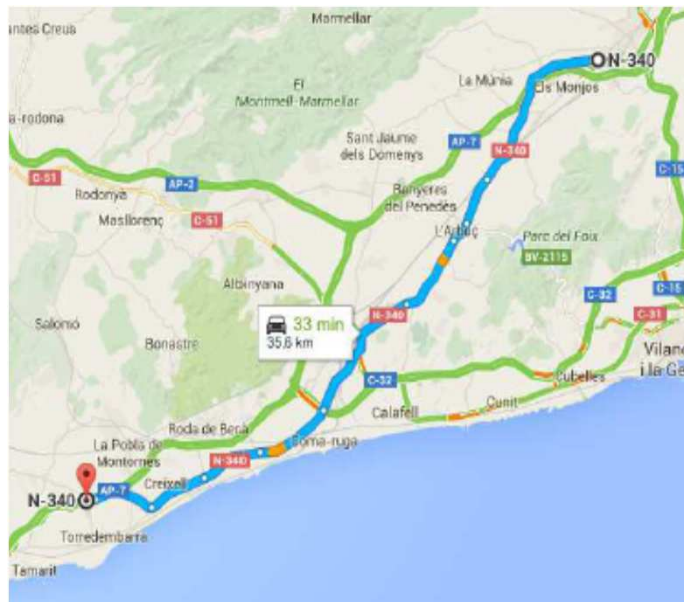 Marmellar
antes Creus
N-340
La Múnia
Els Monjos
El
Montmell-Marmellar
a-rodona
Sant Jaume
dels Domenys
AP-7
N-340
C-51
AP-2
C-15
Rodonyà
Banyeres
del Penedès
Masllorenç
C-51
L'Arboç
Parc del Foix
BV-2115
Albinyana
C-32
C-15
33 min
35,6 km
N-340
C-31
Salomó
Bonastre
Vilano
i la Ge
C-32
Cubelles
Calafell
Cunit
Roda de Berà
Coma-ruga
La Pobla de
Montornès
N-340
Creixell
AP-7
N-340
Torredembarra
Tamarit